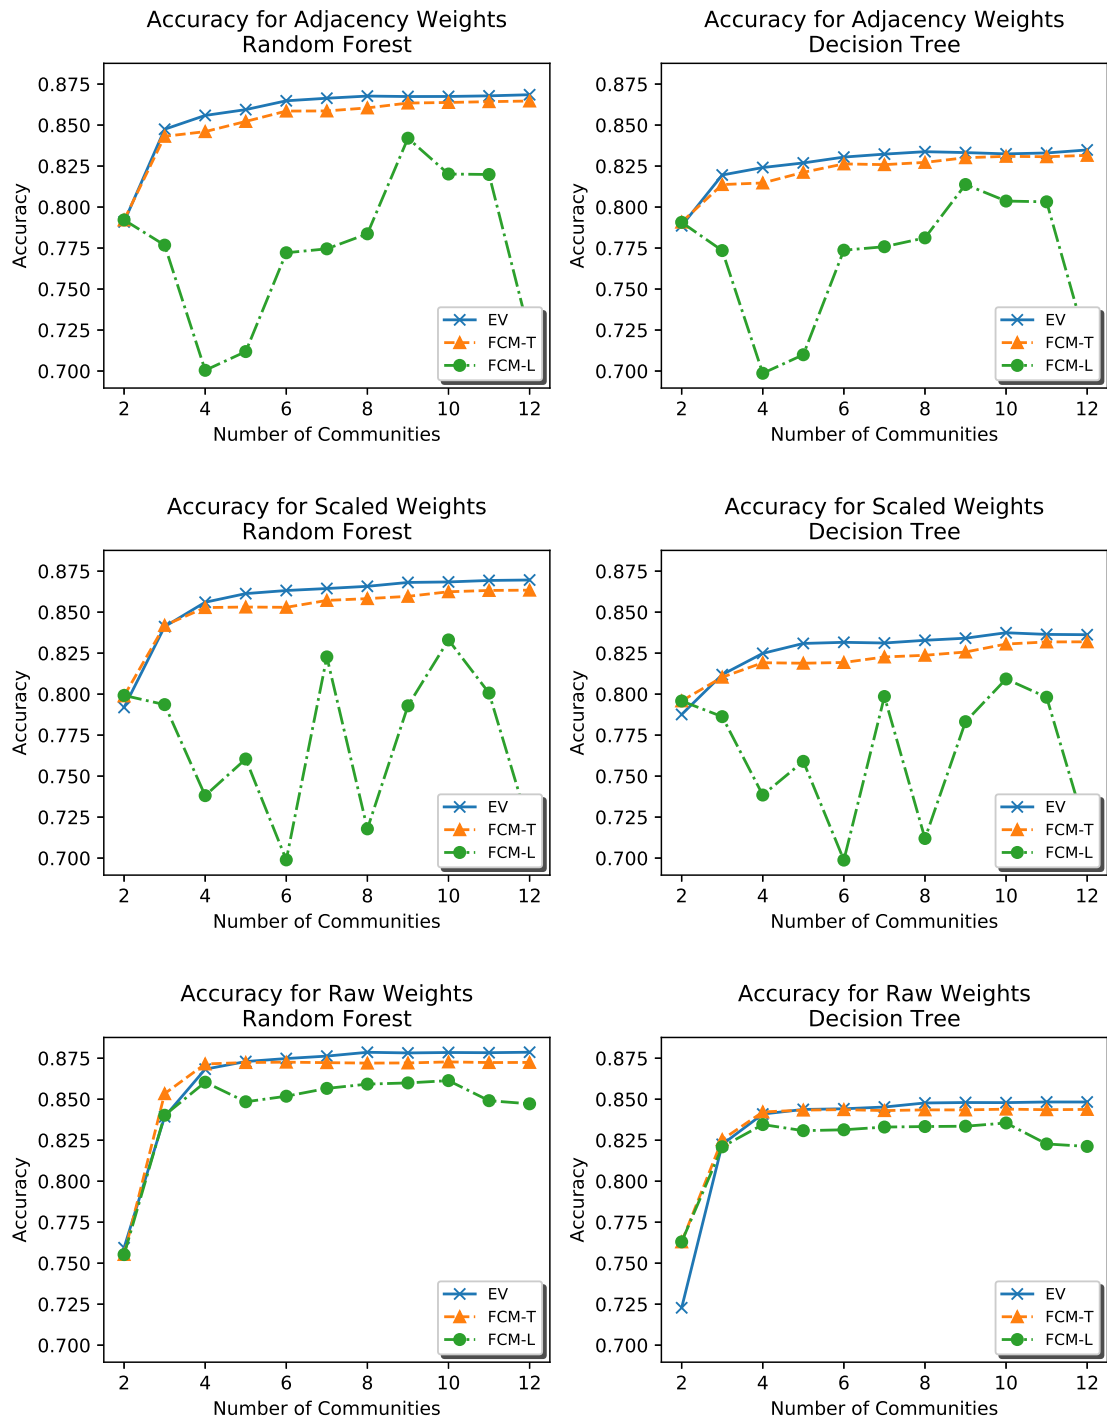 Accuracy for Adjacency Weights
Random Forest
Accuracy
0.875
0.850
0.825
0.800
0.775
0.750
0.725
0.700
2 4 6 8 10 12
Number of Communities
EV
FCM-T
FCM-L
Accuracy for Adjacency Weights
Decision Tree
Accuracy
0.875
0.850
0.825
0.800
0.775
0.750
0.725
0.700
2 4 6 8 10 12
Number of Communities
EV
FCM-T
FCM-L
Accuracy for Scaled Weights
Random Forest
Accuracy
0.875
0.850
0.825
0.800
0.775
0.750
0.725
0.700
2 4 6 8 10 12
Number of Communities
EV
FCM-T
FCM-L
Accuracy for Scaled Weights
Decision Tree
Accuracy
0.875
0.850
0.825
0.800
0.775
0.750
0.725
0.700
2 4 6 8 10 12
Number of Communities
EV
FCM-T
FCM-L
Accuracy for Raw Weights
Random Forest
Accuracy
0.875
0.850
0.825
0.800
0.775
0.750
0.725
0.700
2 4 6 8 10 12
Number of Communities
EV
FCM-T
FCM-L
Accuracy for Raw Weights
Decision Tree
Accuracy
0.875
0.850
0.825
0.800
0.775
0.750
0.725
0.700
2 4 6 8 10 12
Number of Communities
EV
FCM-T
FCM-L